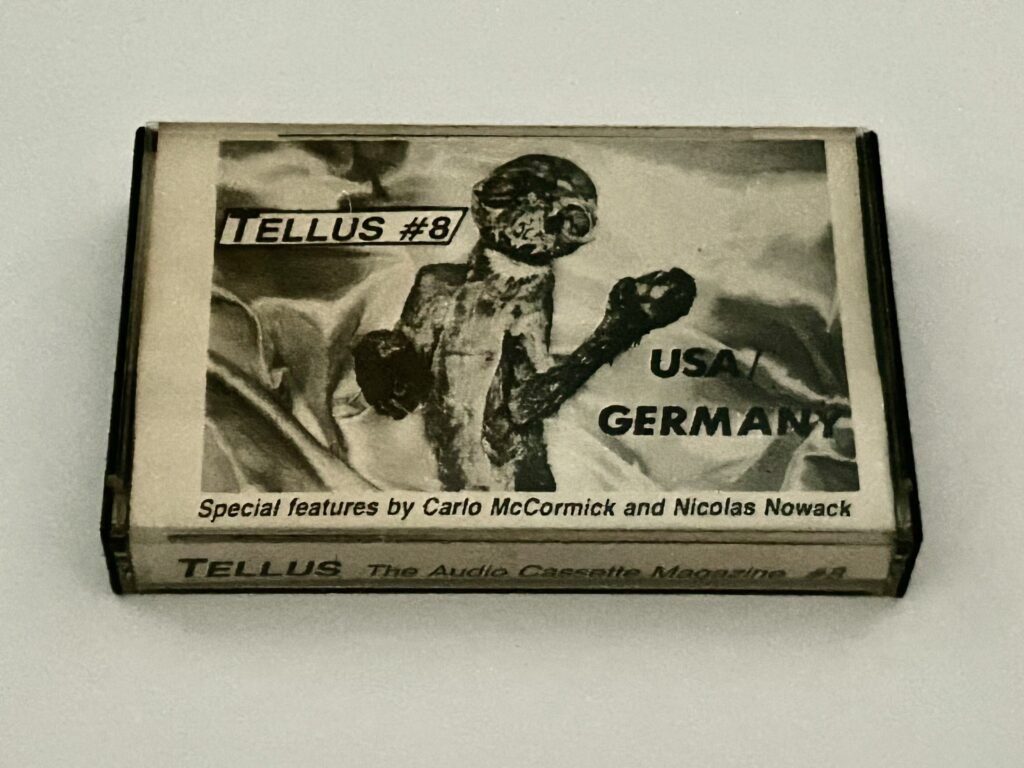 TELLUS #8
USA/
GERMANY
Special features by Carlo McCormick and Nicolas Nowack
TELLUS The Audio Cassette Magazine #8